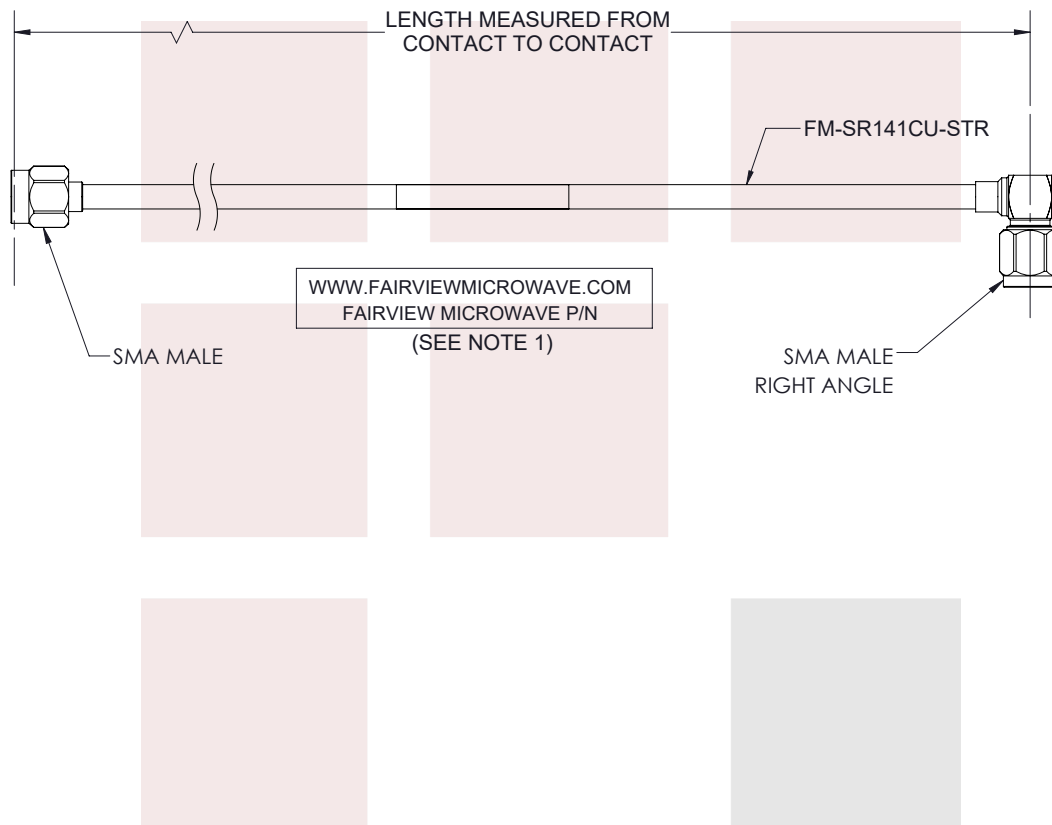 LENGTH MEASURED FROM
CONTACT TO CONTACT
FM-SR141CU-STR
WWW.FAIRVIEWMICROWAVE.COM
FAIRVIEW MICROWAVE P/N
(SEE NOTE 1)
SMA MALE
SMA MALE
RIGHT ANGLE